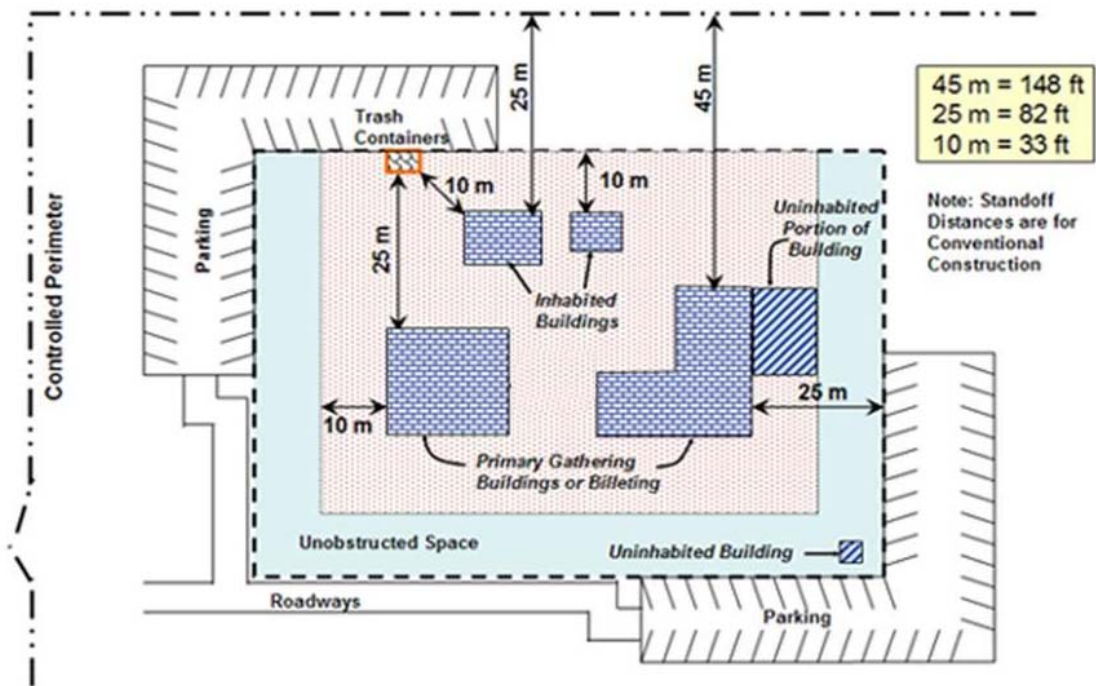 25 m
45 m
45 m = 148 ft
25 m = 82 ft
10 m = 33 ft
Trash
Containers
10 m
10 m
Note: Standoff
Distances are for
Conventional
Construction
Uninhabited
Portion of
Building
Parking
Controlled Perimeter
25 m
Inhabited
Buildings
25 m
10 m
Primary Gathering
Buildings or Billeting
Unobstructed Space
Uninhabited Building
Roadways
Parking